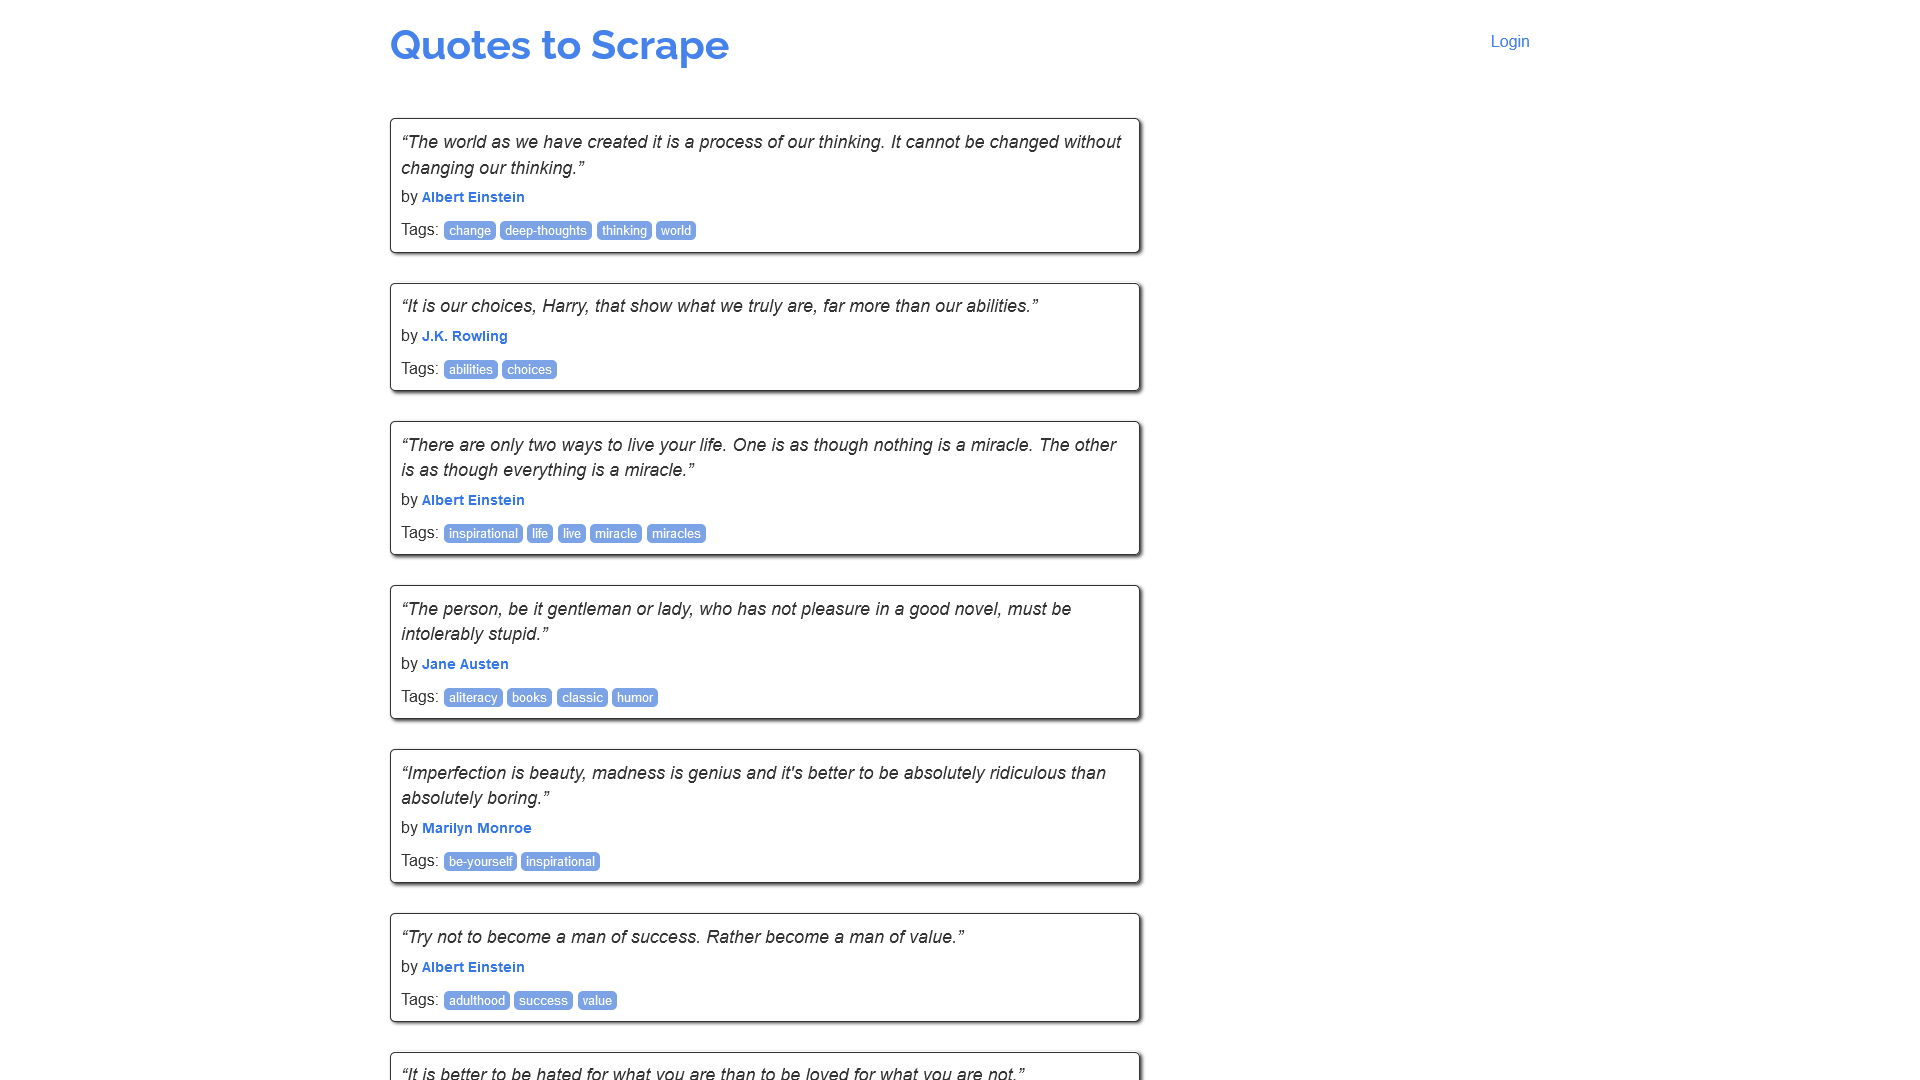 Quotes to Scrape
Login
“The world as we have created it is a process of our thinking. It cannot be changed without
changing our thinking.”
by Albert Einstein
Tags: change deep-thoughts thinking world
“It is our choices, Harry, that show what we truly are, far more than our abilities.”
by J.K. Rowling
Tags: abilities choices
“There are only two ways to live your life. One is as though nothing is a miracle. The other
is as though everything is a miracle.”
by Albert Einstein
Tags: inspirational life live miracle miracles
“The person, be it gentleman or lady, who has not pleasure in a good novel, must be
intolerably stupid.”
by Jane Austen
Tags: aliteracy books classic humor
“Imperfection is beauty, madness is genius and it's better to be absolutely ridiculous than
absolutely boring.”
by Marilyn Monroe
Tags: be-yourself inspirational
“Try not to become a man of success. Rather become a man of value.”
by Albert Einstein
Tags: adulthood success value
“It is better to be hated for what you are than to be loved for what you are not.”